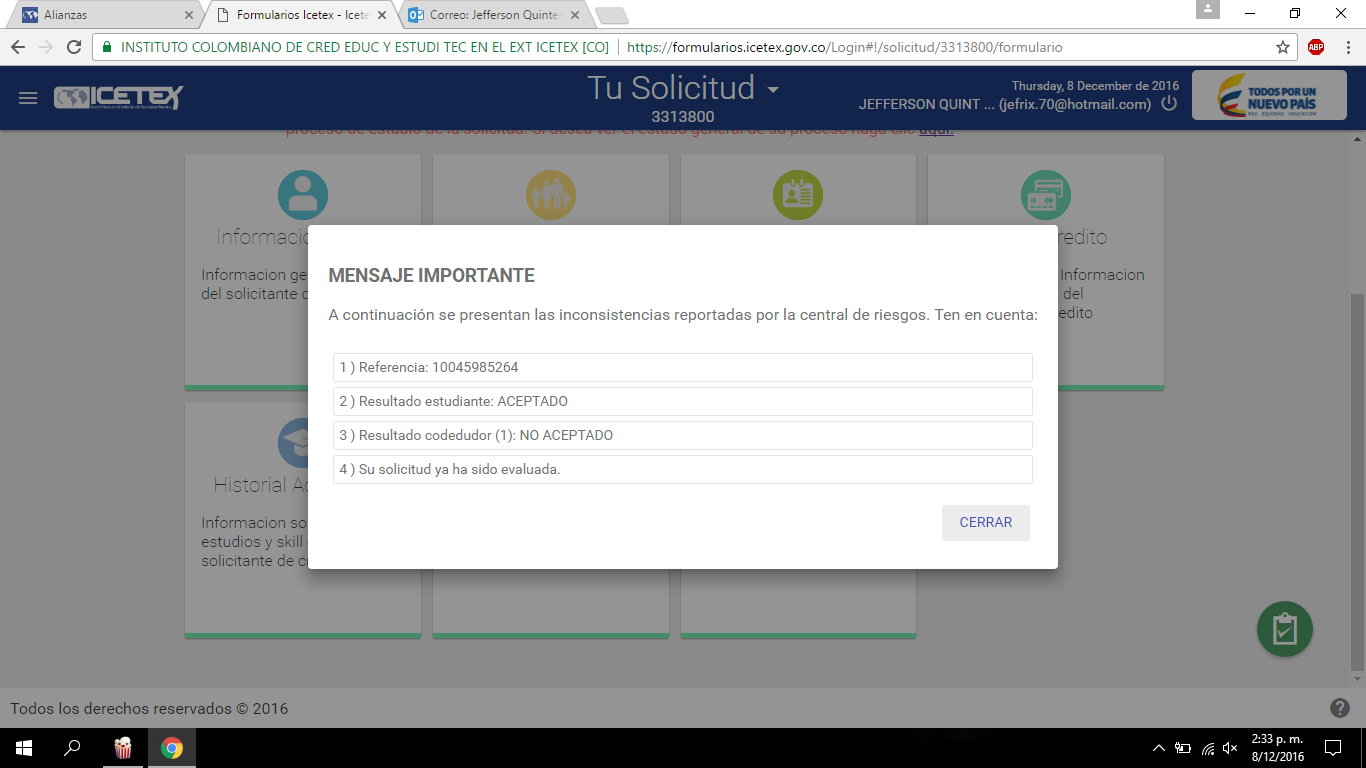 Alianzas
Formularios Icetex - Icete
Correo: Jefferson Quinter
INSTITUTO COLOMBIANO DE CRED EDUC Y ESTUDI TEC EN EL EXT ICETEX [CO]
https://formularios.icetex.gov.co/Login#!/solicitud/3313800/formulario
ABP
ICETEX
Tu Solicitud
3313800
Thursday, 8 December de 2016
JEFFERSON QUINT ... (jefrix.70@hotmail.com)
TODOS POR UN
NUEVO PAÍS
PAZ EQUIDAD EDUCACIÓN
proceso de estudio de la solicitud. Si desea ver el estado general de su proceso haga clic aquí.
Informacio
redito
Informacion ge
del solicitante d
Informacion
del
edito
MENSAJE IMPORTANTE
A continuación se presentan las inconsistencias reportadas por la central de riesgos. Ten en cuenta:
1 ) Referencia: 10045985264
2 ) Resultado estudiante: ACEPTADO
3 ) Resultado codedudor (1): NO ACEPTADO
4 ) Su solicitud ya ha sido evaluada.
CERRAR
Historial Ac
Informacion so
estudios y skill
solicitante de c
Todos los derechos reservados © 2016
2:33 p. m.
8/12/2016